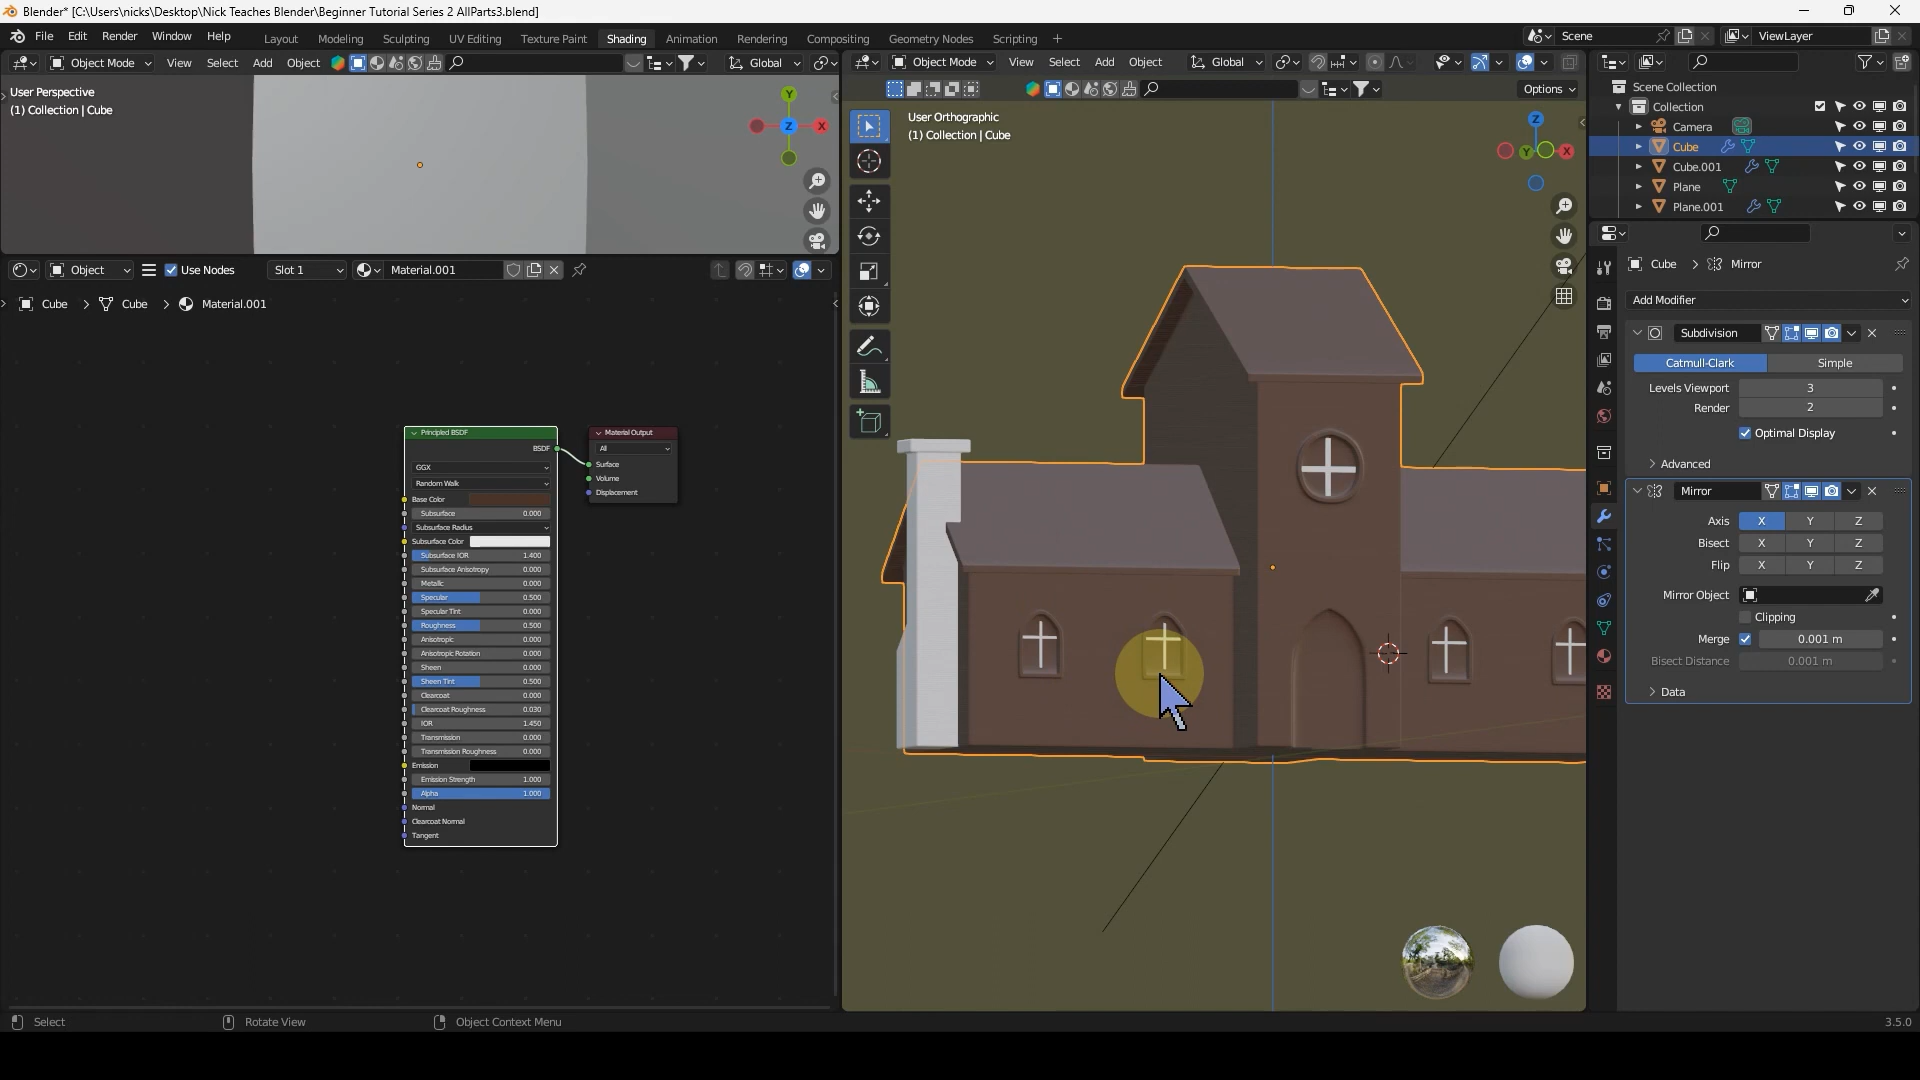 Blender* [C:\Users\nicks\Desktop\Nick Teaches Blender\Beginner Tutorial Series 2 AllParts3.blend]
File Edit Render Window Help Layout Modeling Sculpting UV Editing Texture Paint Shading Animation Rendering Compositing Geometry Nodes Scripting + Scene ViewLayer
Object Mode View Select Add Object Global
User Perspective
(1) Collection | Cube
Y
X
Z
Object Use Nodes Slot 1 Material.001
Cube > Cube > Material.001
Principled BSDF
BSDF
GGX
Random Walk
Base Color
Subsurface 0.000
Subsurface Radius
Subsurface Color
Subsurface IOR 1.400
Subsurface Anisotropy 0.000
Metallic 0.000
Specular 0.500
Specular Tint 0.000
Roughness 0.500
Anisotropic 0.000
Anisotropic Rotation 0.000
Sheen 0.000
Sheen Tint 0.500
Clearcoat 0.000
Clearcoat Roughness 0.030
IOR 1.450
Transmission 0.000
Transmission Roughness 0.000
Emission
Emission Strength 1.000
Alpha 1.000
Normal
Clearcoat Normal
Tangent
Material Output
All
Surface
Volume
Displacement
Object Mode View Select Add Object Global
Options
User Orthographic
(1) Collection | Cube
Z
Y
X
Scene Collection
Collection
Camera
Cube
Cube.001
Plane
Plane.001
Cube > Mirror
Add Modifier
Subdivision
Catmull-Clark Simple
Levels Viewport 3
Render 2
Optimal Display
Advanced
Mirror
Axis X Y Z
Bisect X Y Z
Flip X Y Z
Mirror Object
Clipping
Merge 0.001 m
Bisect Distance 0.001 m
Data
Select Rotate View Object Context Menu 3.5.0